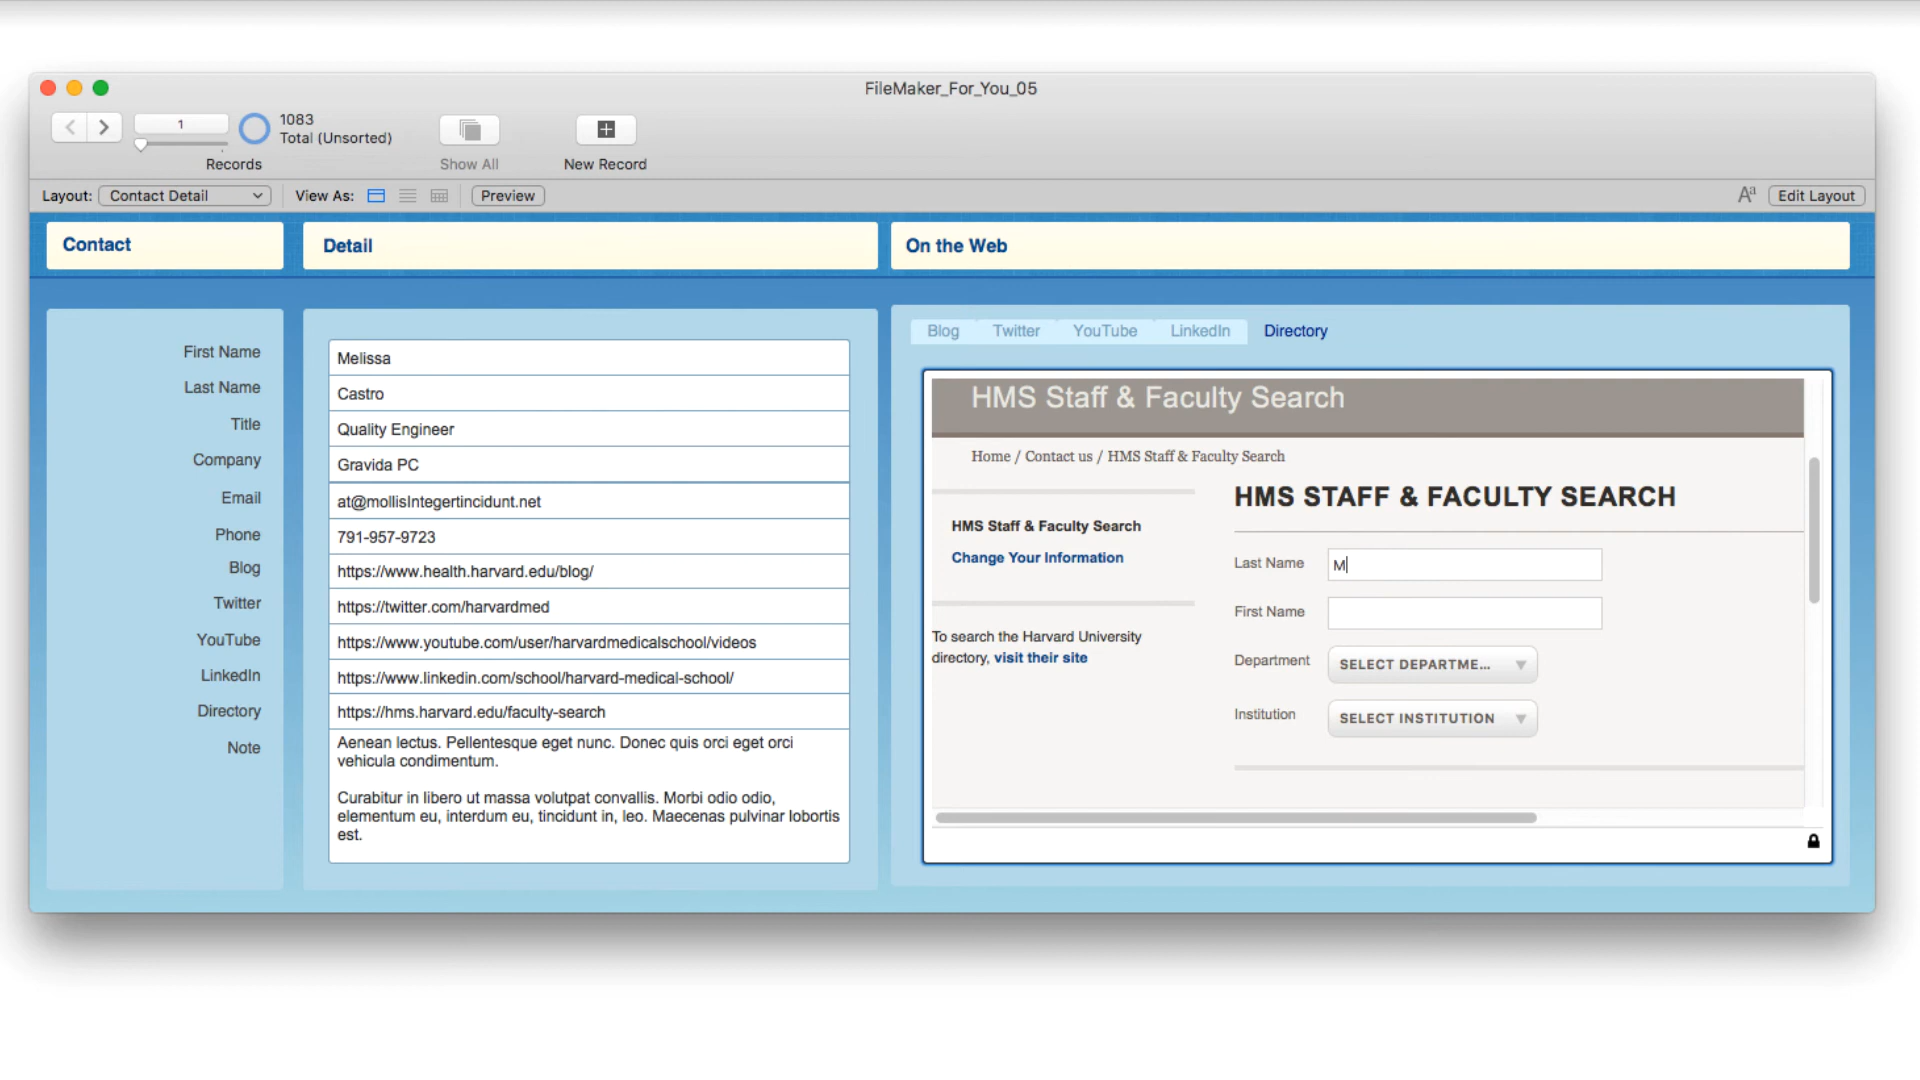 FileMaker_For_You_05
1
1083
Total (Unsorted)
Records
Show All
New Record
Layout: Contact Detail View As: Preview Aª Edit Layout
Contact
Detail
On the Web
First Name
Last Name
Title
Company
Email
Phone
Blog
Twitter
YouTube
LinkedIn
Directory
Note
Melissa
Castro
Quality Engineer
Gravida PC
at@mollisIntegertincidunt.net
791-957-9723
https://www.health.harvard.edu/blog/
https://twitter.com/harvardmed
https://www.youtube.com/user/harvardmedicalschool/videos
https://www.linkedin.com/school/harvard-medical-school/
https://hms.harvard.edu/faculty-search
Aenean lectus. Pellentesque eget nunc. Donec quis orci eget orci
vehicula condimentum.
Curabitur in libero ut massa volutpat convallis. Morbi odio odio,
elementum eu, interdum eu, tincidunt in, leo. Maecenas pulvinar lobortis
est.
Blog Twitter YouTube LinkedIn Directory
HMS Staff & Faculty Search
Home / Contact us / HMS Staff & Faculty Search
HMS Staff & Faculty Search
Change Your Information
To search the Harvard University
directory, visit their site
HMS STAFF & FACULTY SEARCH
Last Name M
First Name
Department SELECT DEPARTME...
Institution SELECT INSTITUTION